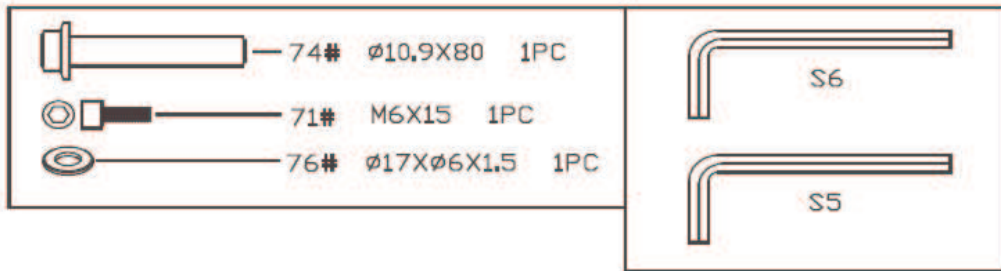 74# ø10.9X80 1PC
71# M6X15 1PC
76# ø17Xø6X1.5 1PC
S6
S5